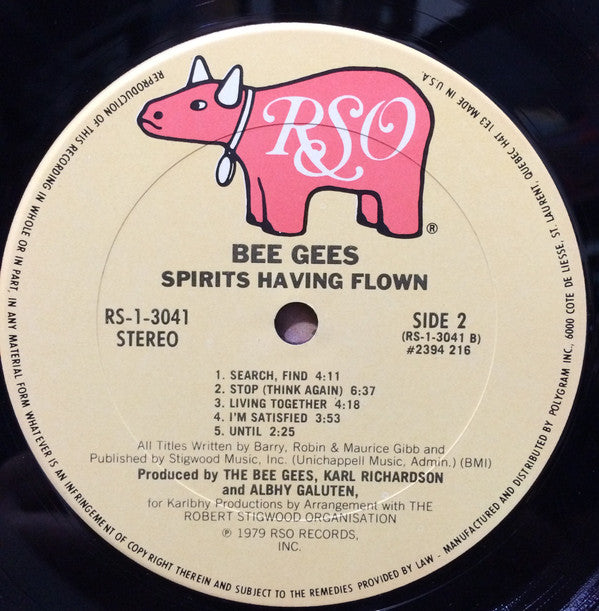 RSO
®
BEE GEES
SPIRITS HAVING FLOWN
RS-1-3041
STEREO
SIDE 2
(RS-1-3041 B)
#2394 216
1. SEARCH, FIND 4:11
2. STOP (THINK AGAIN) 6:37
3. LIVING TOGETHER 4:18
4. I'M SATISFIED 3:53
5. UNTIL 2:25
All Titles Written by Barry, Robin & Maurice Gibb and
Published by Stigwood Music, Inc. (Unichappell Music, Admin.) (BMI)
Produced by THE BEE GEES, KARL RICHARDSON
and ALBHY GALUTEN,
for Karibhy Productions by Arrangement with THE
ROBERT STIGWOOD ORGANISATION
℗ 1979 RSO RECORDS,
INC.
REPRODUCTION OF THIS RECORDING IN WHOLE OR IN PART, IN ANY MATERIAL FORM WHATEVER IS AN INFRINGEMENT OF COPYRIGHT THEREIN AND SUBJECT TO THE REMEDIES PROVIDED BY LAW - MANUFACTURED AND DISTRIBUTED BY POLYGRAM INC., 6000 COTE DE LIESSE, ST. LAURENT, QUEBEC H4T 1E3 MADE IN U.S.A.